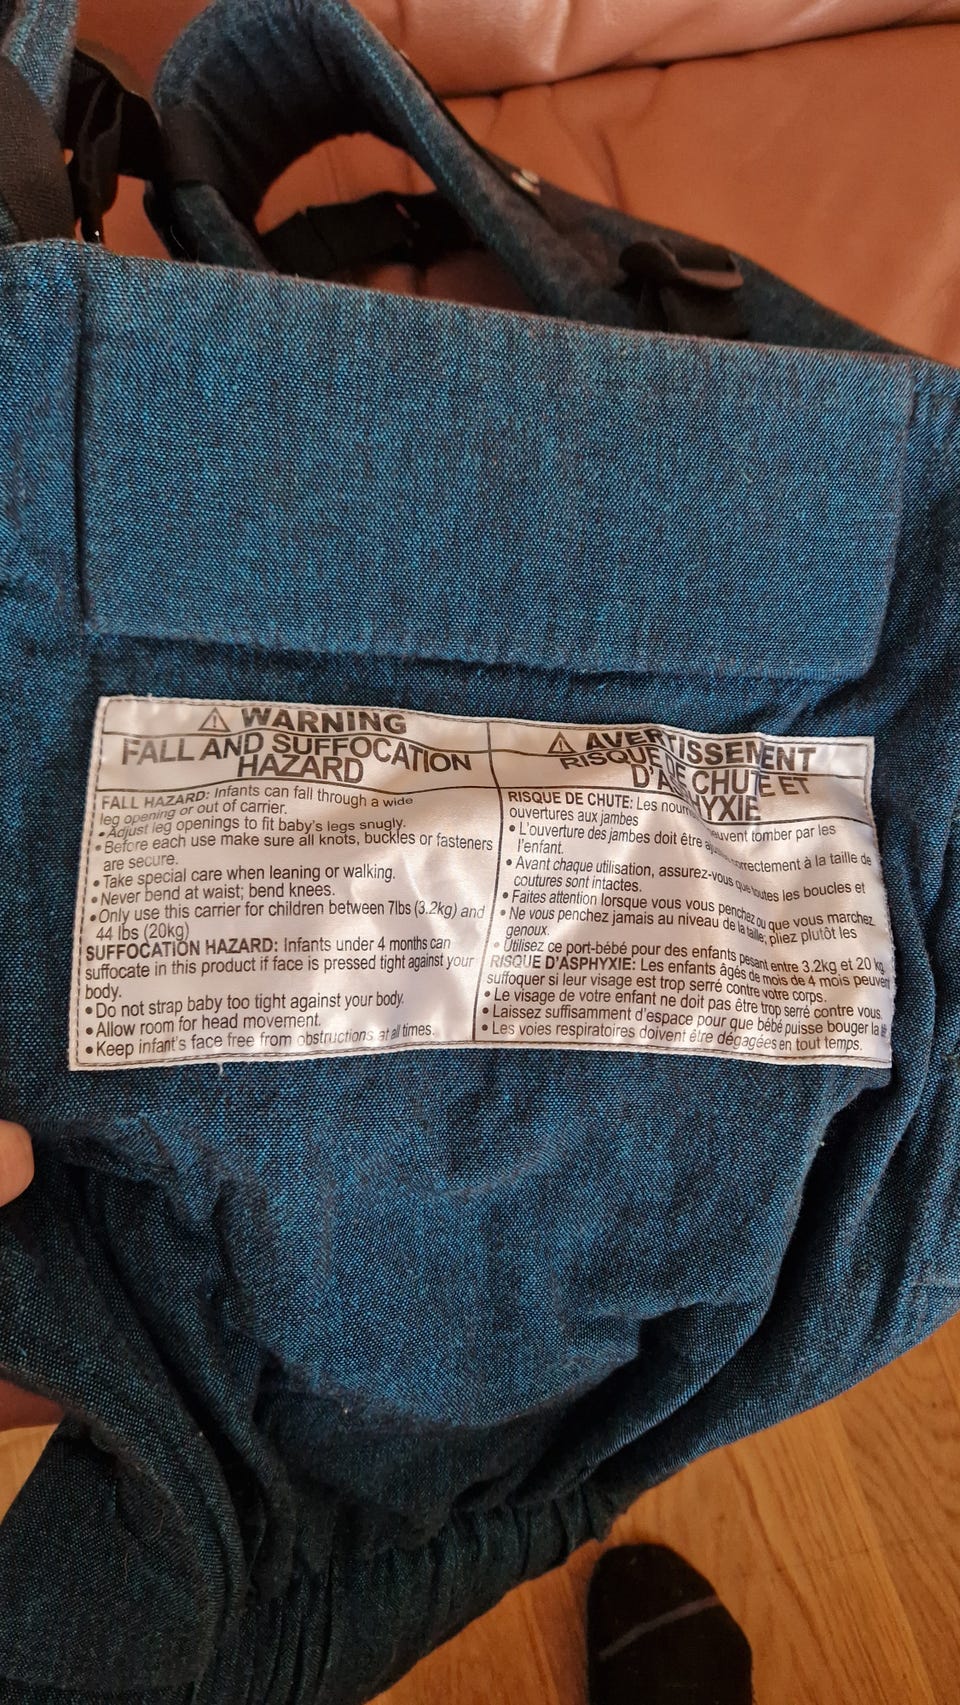 WARNING
FALL AND SUFFOCATION
HAZARD
FALL HAZARD: Infants can fall through a wide
leg opening or out of carrier.
• Adjust leg openings to fit baby's legs snugly.
• Before each use make sure all knots, buckles or fasteners
are secure.
• Take special care when leaning or walking.
• Never bend at waist; bend knees.
• Only use this carrier for children between 7lbs (3.2kg) and
44 lbs (20kg)
SUFFOCATION HAZARD: Infants under 4 months can
suffocate in this product if face is pressed tight against your
body.
• Do not strap baby too tight against your body.
• Allow room for head movement.
• Keep infant's face free from obstructions at all times.
AVERTISSEMENT
RISQUE DE CHUTE ET
RISQUE DE CHUTE: Les peuvent tomber par les
ouvertures aux jambes
• L'ouverture des jambes doit être correctement à la taille de
l'enfant.
• Avant chaque utilisation, assurez-vous que toutes les boucles et
coutures sont intactes.
• Faites attention lorsque vous vous penchez ou que vous marchez.
• Ne vous penchez jamais au niveau de la taille; pliez plutôt les
genoux.
• Utilisez ce port-bébé pour des enfants pesant entre 3.2kg et 20 kg
RISQUE D'ASPHYXIE: Les enfants âgés de mois de 4 mois peuvent
suffoquer si leur visage est trop serré contre votre corps.
• Le visage de votre enfant ne doit pas être trop serré contre vous.
• Laissez suffisamment d'espace pour que bébé puisse bouger la
• Les voies respiratoires doivent être dégagées en tout temps.